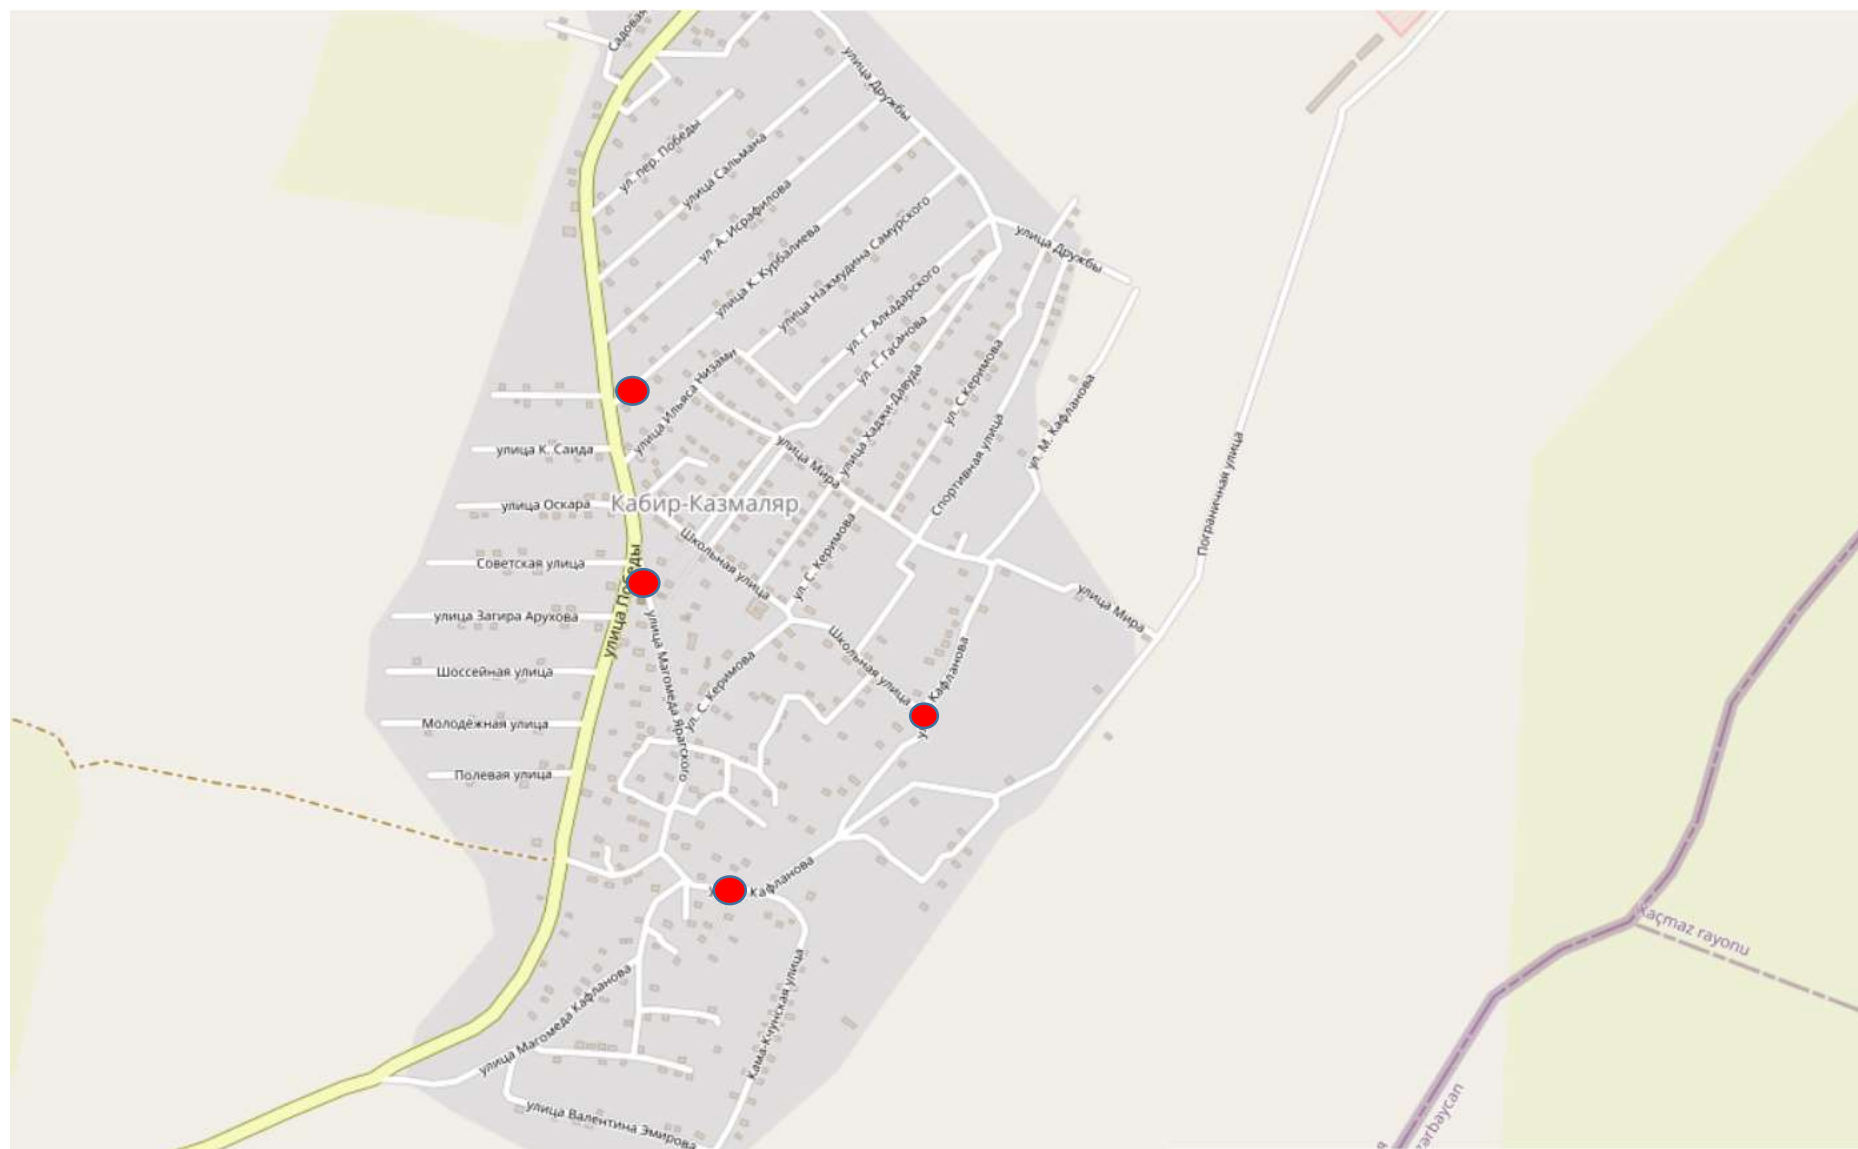 Садовая
улица Дружбы
ул. пер. Победы
улица Сальмана
ул. А. Исрафилова
улица К. Курбалиева
улица Нажмудина Самурского
улица Дружбы
ул. Г. Алкадарского
ул. Г. Гасанова
улица Ильяса Низами
улица Хаджи-Давуда
ул. С.Керимова
Спортивная улица
ул. М. Кафланова
Пограничная улица
улица Мира
улица К. Саида
улица Оскара
Кабир-Казмаляр
Школьная улица
ул. С. Керимова
Советская улица
улица Победы
улица Мира
улица Загира Арухова
улица Магомеда Ярагского
Школьная улица
Кафланова
ул. С. Керимова
Шоссейная улица
Молодёжная улица
Полевая улица
Кафланова
Xaçmaz rayonu
улица Магомеда Кафланова
Кама-Кчунская улица
улица Валентина Эмирова